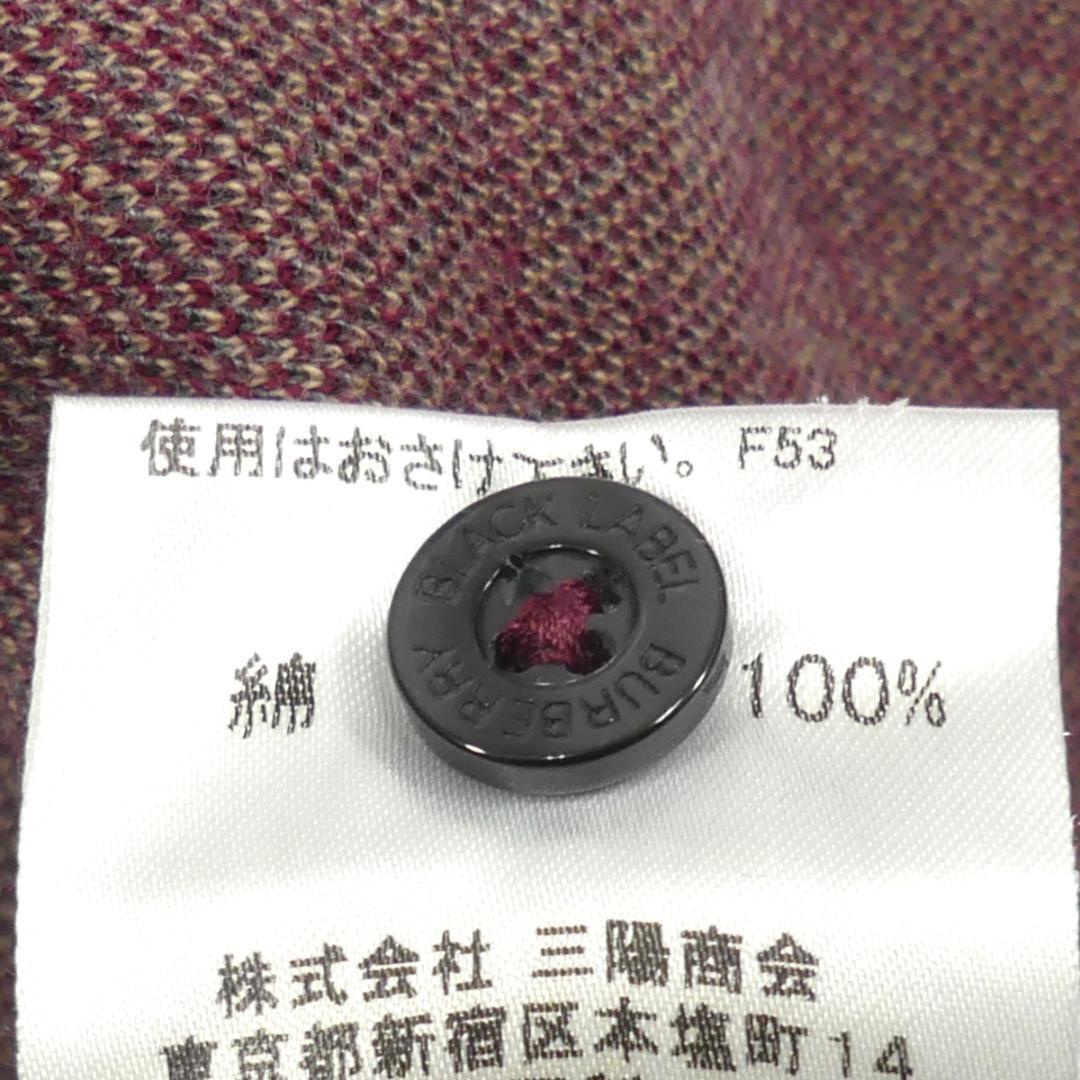 使用はおさけ下さい。 F53
BLACK LABEL
BURBERRY
綿 100%
株式会社 三陽商会
東京都新宿区本塩町14